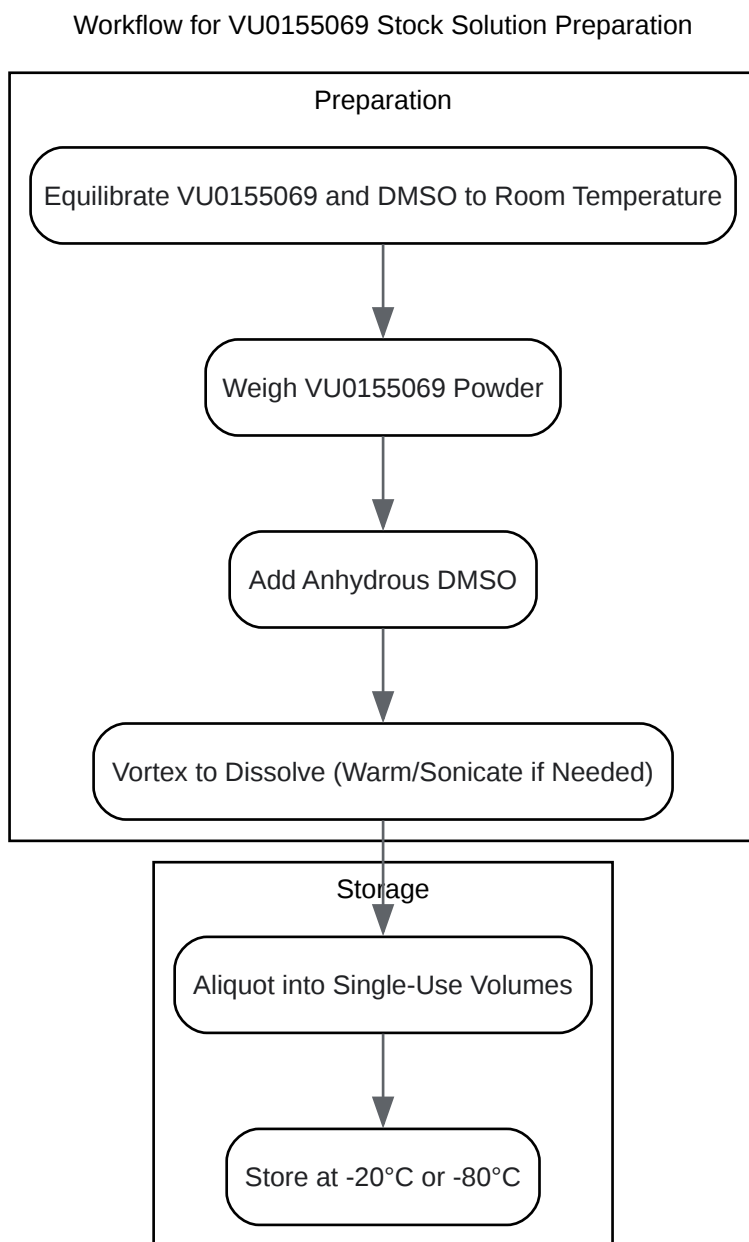 Workflow for VU0155069 Stock Solution Preparation
Preparation
Equilibrate VU0155069 and DMSO to Room Temperature
Weigh VU0155069 Powder
Add Anhydrous DMSO
Vortex to Dissolve (Warm/Sonicate if Needed)
Storage
Aliquot into Single-Use Volumes
Store at -20°C or -80°C